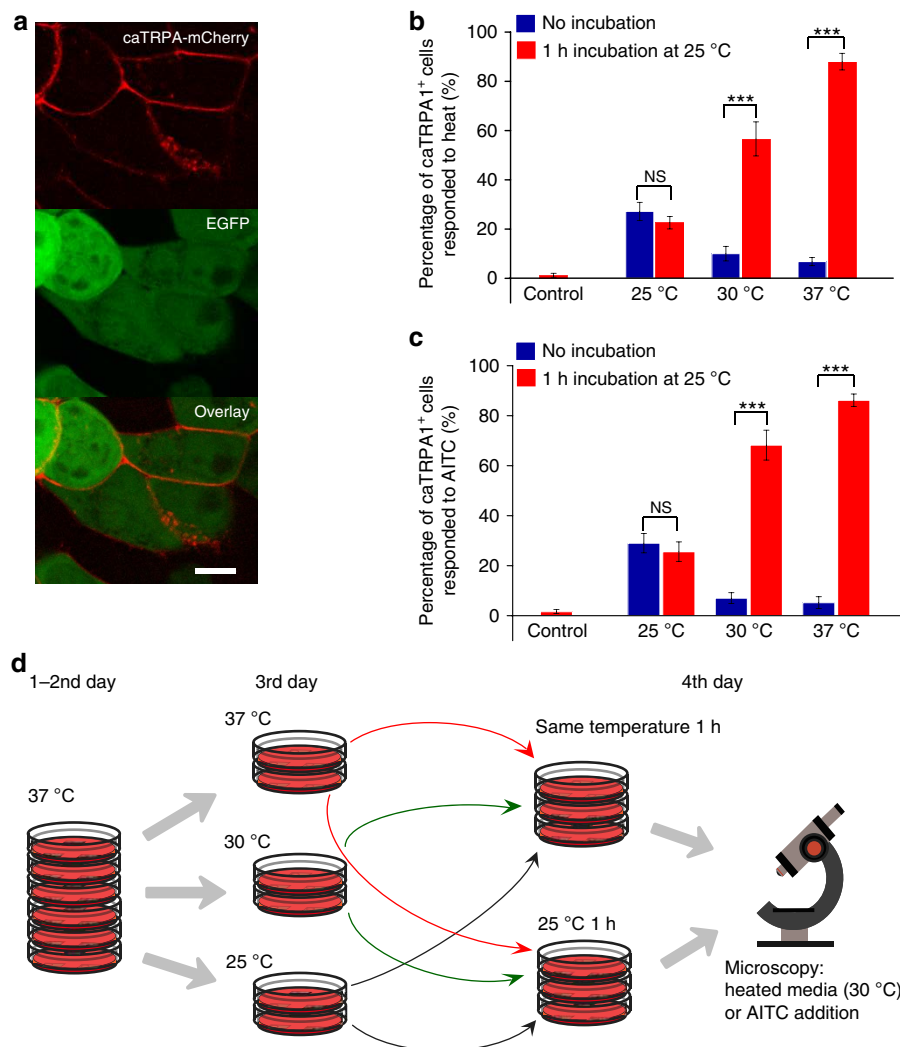 a
caTRPA-mCherry
EGFP
Overlay
b
No incubation
1 h incubation at 25 °C
Percentage of caTRPA1⁺ cells
responded to heat (%)
100
80
60
40
20
0
NS
***
***
Control
25 °C
30 °C
37 °C
c
No incubation
1 h incubation at 25 °C
Percentage of caTRPA1⁺ cells
responded to AITC (%)
100
80
60
40
20
0
NS
***
***
Control
25 °C
30 °C
37 °C
d
1–2nd day
3rd day
4th day
37 °C
37 °C
30 °C
25 °C
Same temperature 1 h
25 °C 1 h
Microscopy:
heated media (30 °C)
or AITC addition